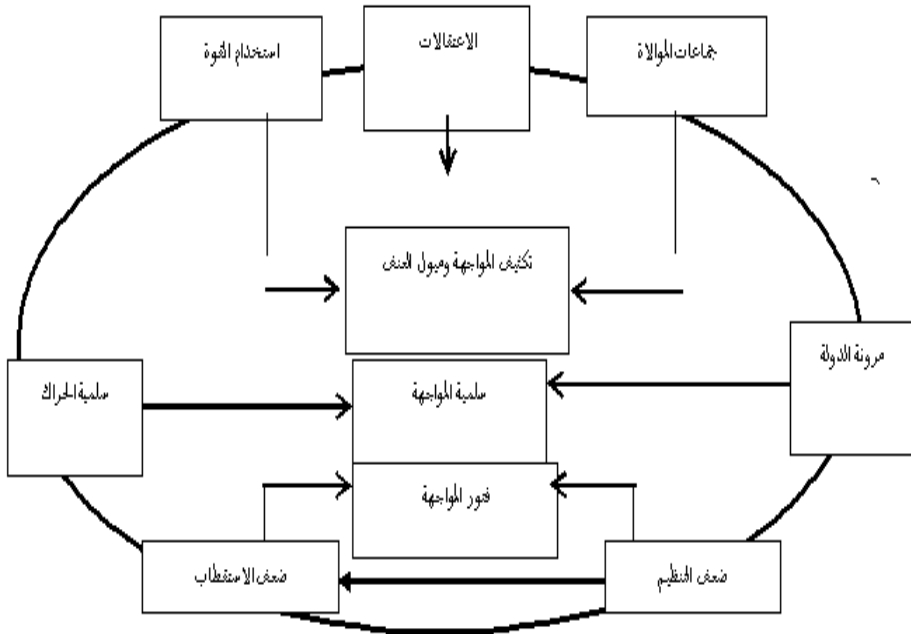 جماعات الموالاة
الاعتقالات
استخدام القوة
تكثيف المواجهة وميول العنف
مرونة الدولة
سلمية المواجهة
سلمية الحراك
فتور المواجهة
ضعف التنظيم
ضعف الاستقطاب